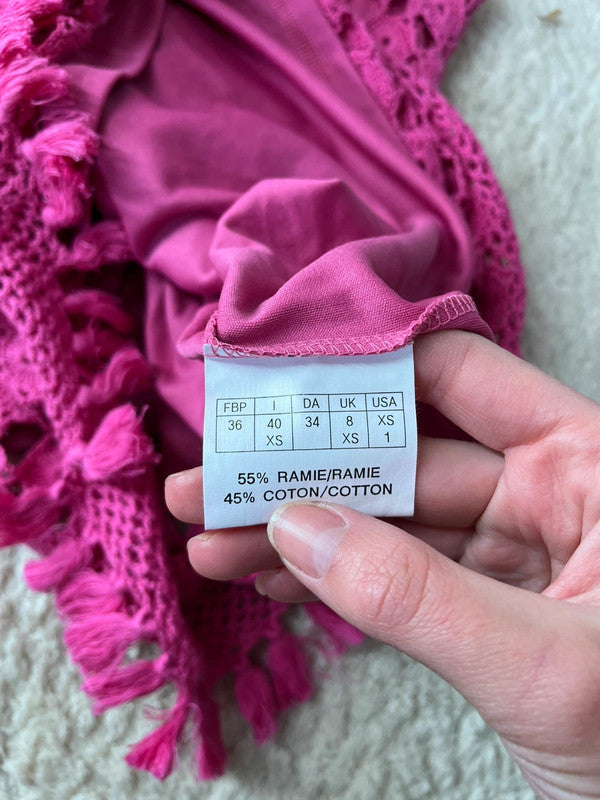 FBP I DA UK USA
36 40 34 8 XS
XS XS 1
55% RAMIE/RAMIE
45% COTON/COTTON